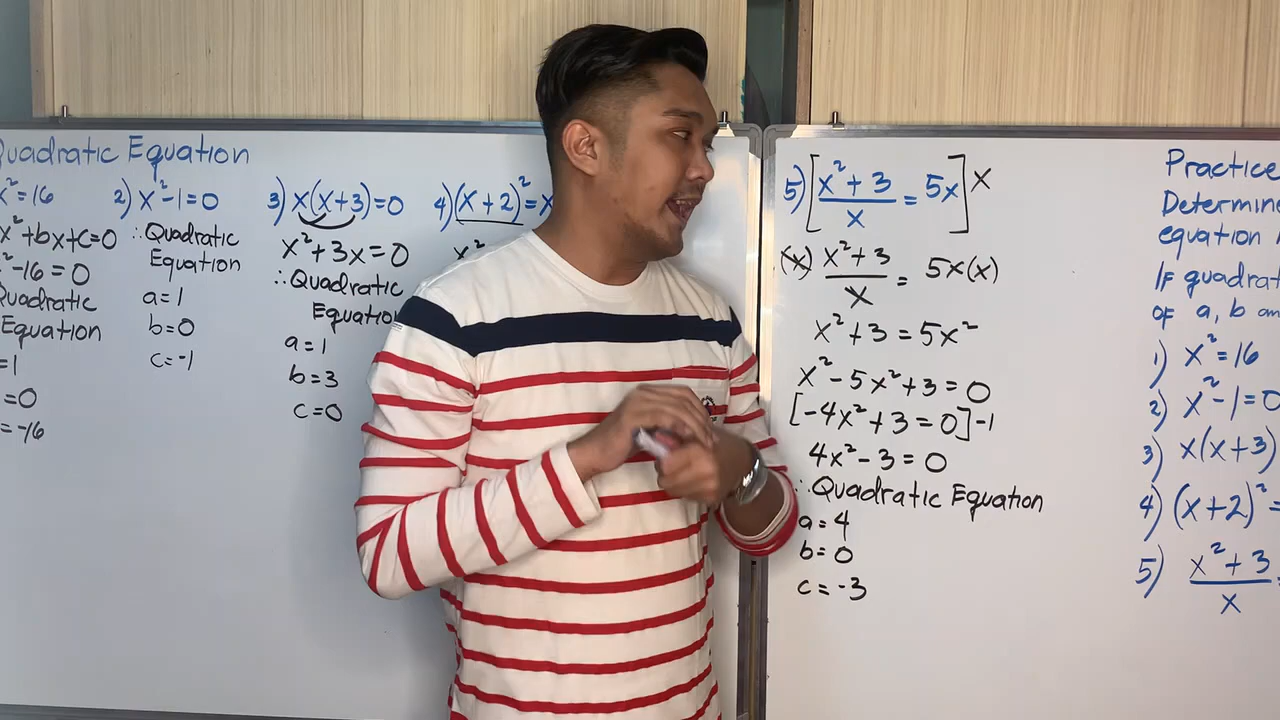 Quadratic Equation
x²=16
x²+bx+c=0
²-16=0
Quadratic
Equation
=1
=0
=-16
2) x²-1=0
∴Quadratic
Equation
a=1
b=0
c=-1
3) x(x+3)=0
x²+3x=0
∴Quadratic
Equation
a=1
b=3
c=0
4) (x+2)²=x
x²
5) [(x²+3)/x = 5x] x
(x) (x²+3)/x = 5x(x)
x²+3=5x²
x²-5x²+3=0
[-4x²+3=0]-1
4x²-3=0
∴Quadratic Equation
a=4
b=0
c=-3
Practice
Determine
equation
If quadrat
of a, b an
1) x²=16
2) x²-1=0
3) x(x+3)
4) (x+2)²=
5) (x²+3)/x =